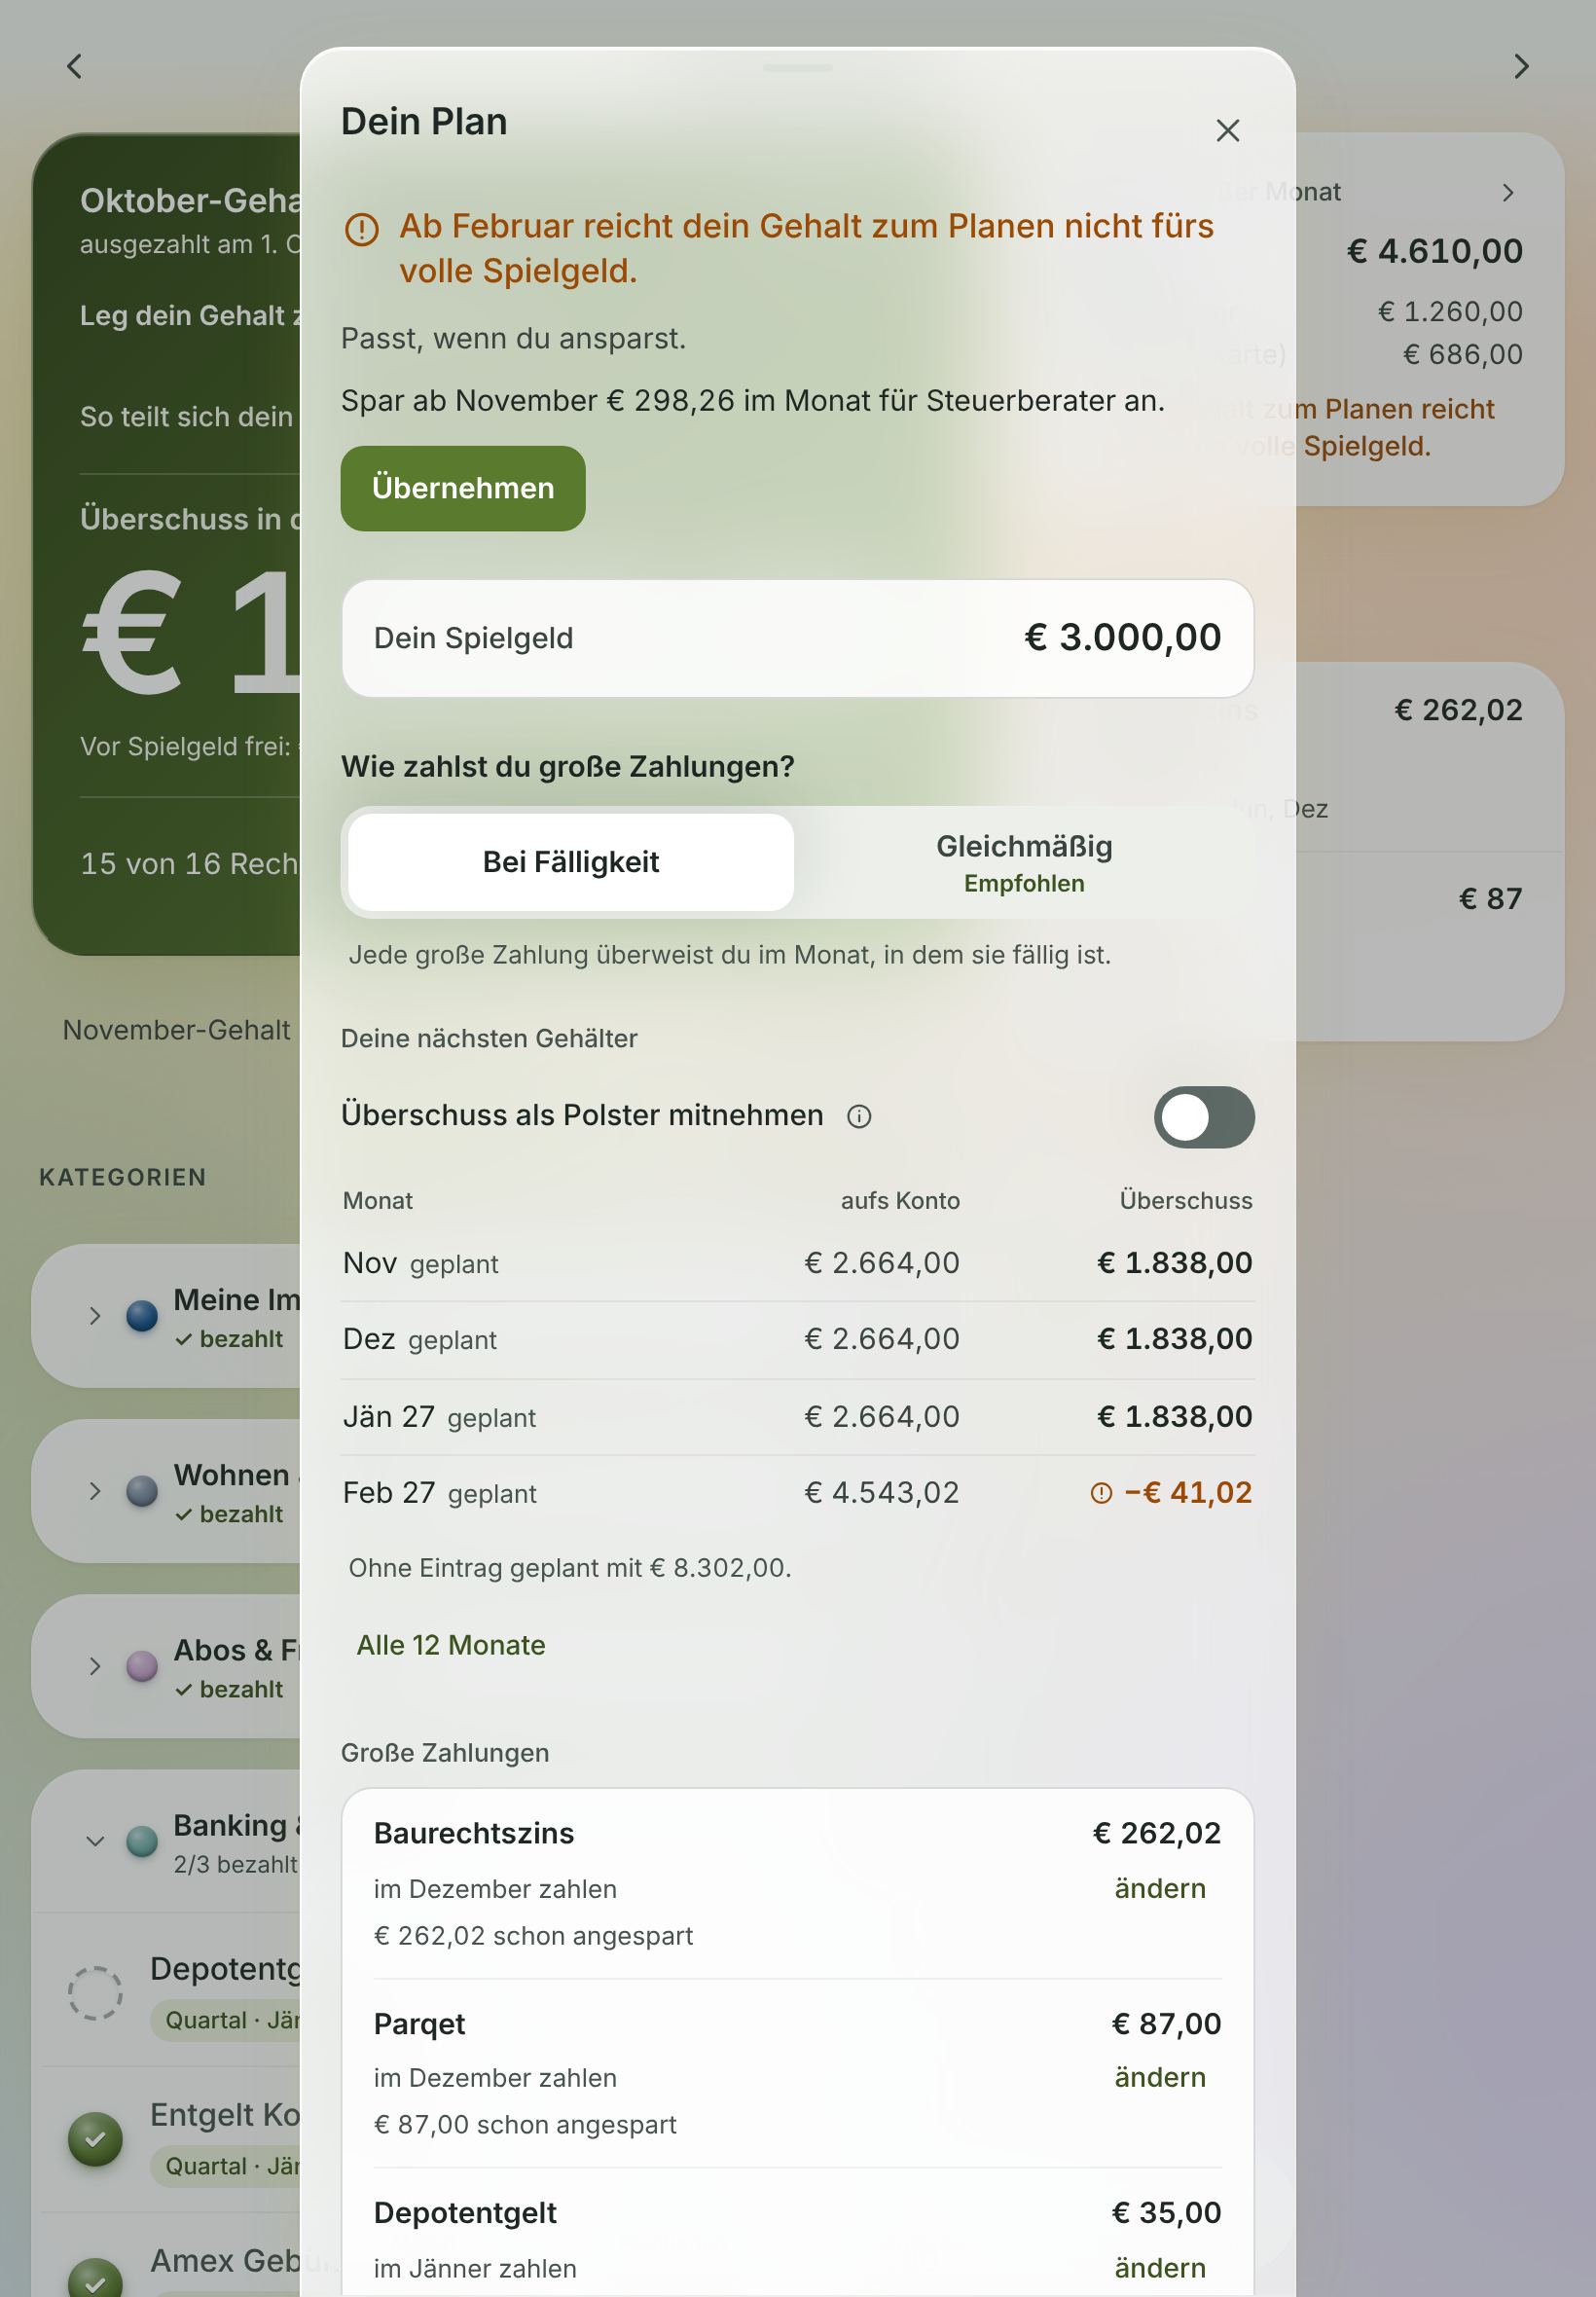 Dein Plan
Ab Februar reicht dein Gehalt zum Planen nicht fürs
volle Spielgeld.
Passt, wenn du ansparst.
Spar ab November € 298,26 im Monat für Steuerberater an.
Übernehmen
Dein Spielgeld € 3.000,00
Wie zahlst du große Zahlungen?
Bei Fälligkeit
Gleichmäßig
Empfohlen
Jede große Zahlung überweist du im Monat, in dem sie fällig ist.
Deine nächsten Gehälter
Überschuss als Polster mitnehmen
Monat aufs Konto Überschuss
Nov geplant € 2.664,00 € 1.838,00
Dez geplant € 2.664,00 € 1.838,00
Jän 27 geplant € 2.664,00 € 1.838,00
Feb 27 geplant € 4.543,02 −€ 41,02
Ohne Eintrag geplant mit € 8.302,00.
Alle 12 Monate
Große Zahlungen
Baurechtszins € 262,02
im Dezember zahlen ändern
€ 262,02 schon angespart
Parqet € 87,00
im Dezember zahlen ändern
€ 87,00 schon angespart
Depotentgelt € 35,00
im Jänner zahlen ändern
Oktober-Geha
ausgezahlt am 1. O
Leg dein Gehalt z
So teilt sich dein
Überschuss in d
€ 1
Vor Spielgeld frei:
15 von 16 Rech
November-Gehalt
KATEGORIEN
Meine Im
bezahlt
Wohnen
bezahlt
Abos & Fr
bezahlt
Banking &
2/3 bezahlt
Depotentg
Quartal · Jän
Entgelt Ko
Quartal · Jän
Amex Gebü
Monat
€ 4.610,00
€ 1.260,00
€ 686,00
zum Planen reicht
volle Spielgeld.
€ 262,02
Dez
€ 87